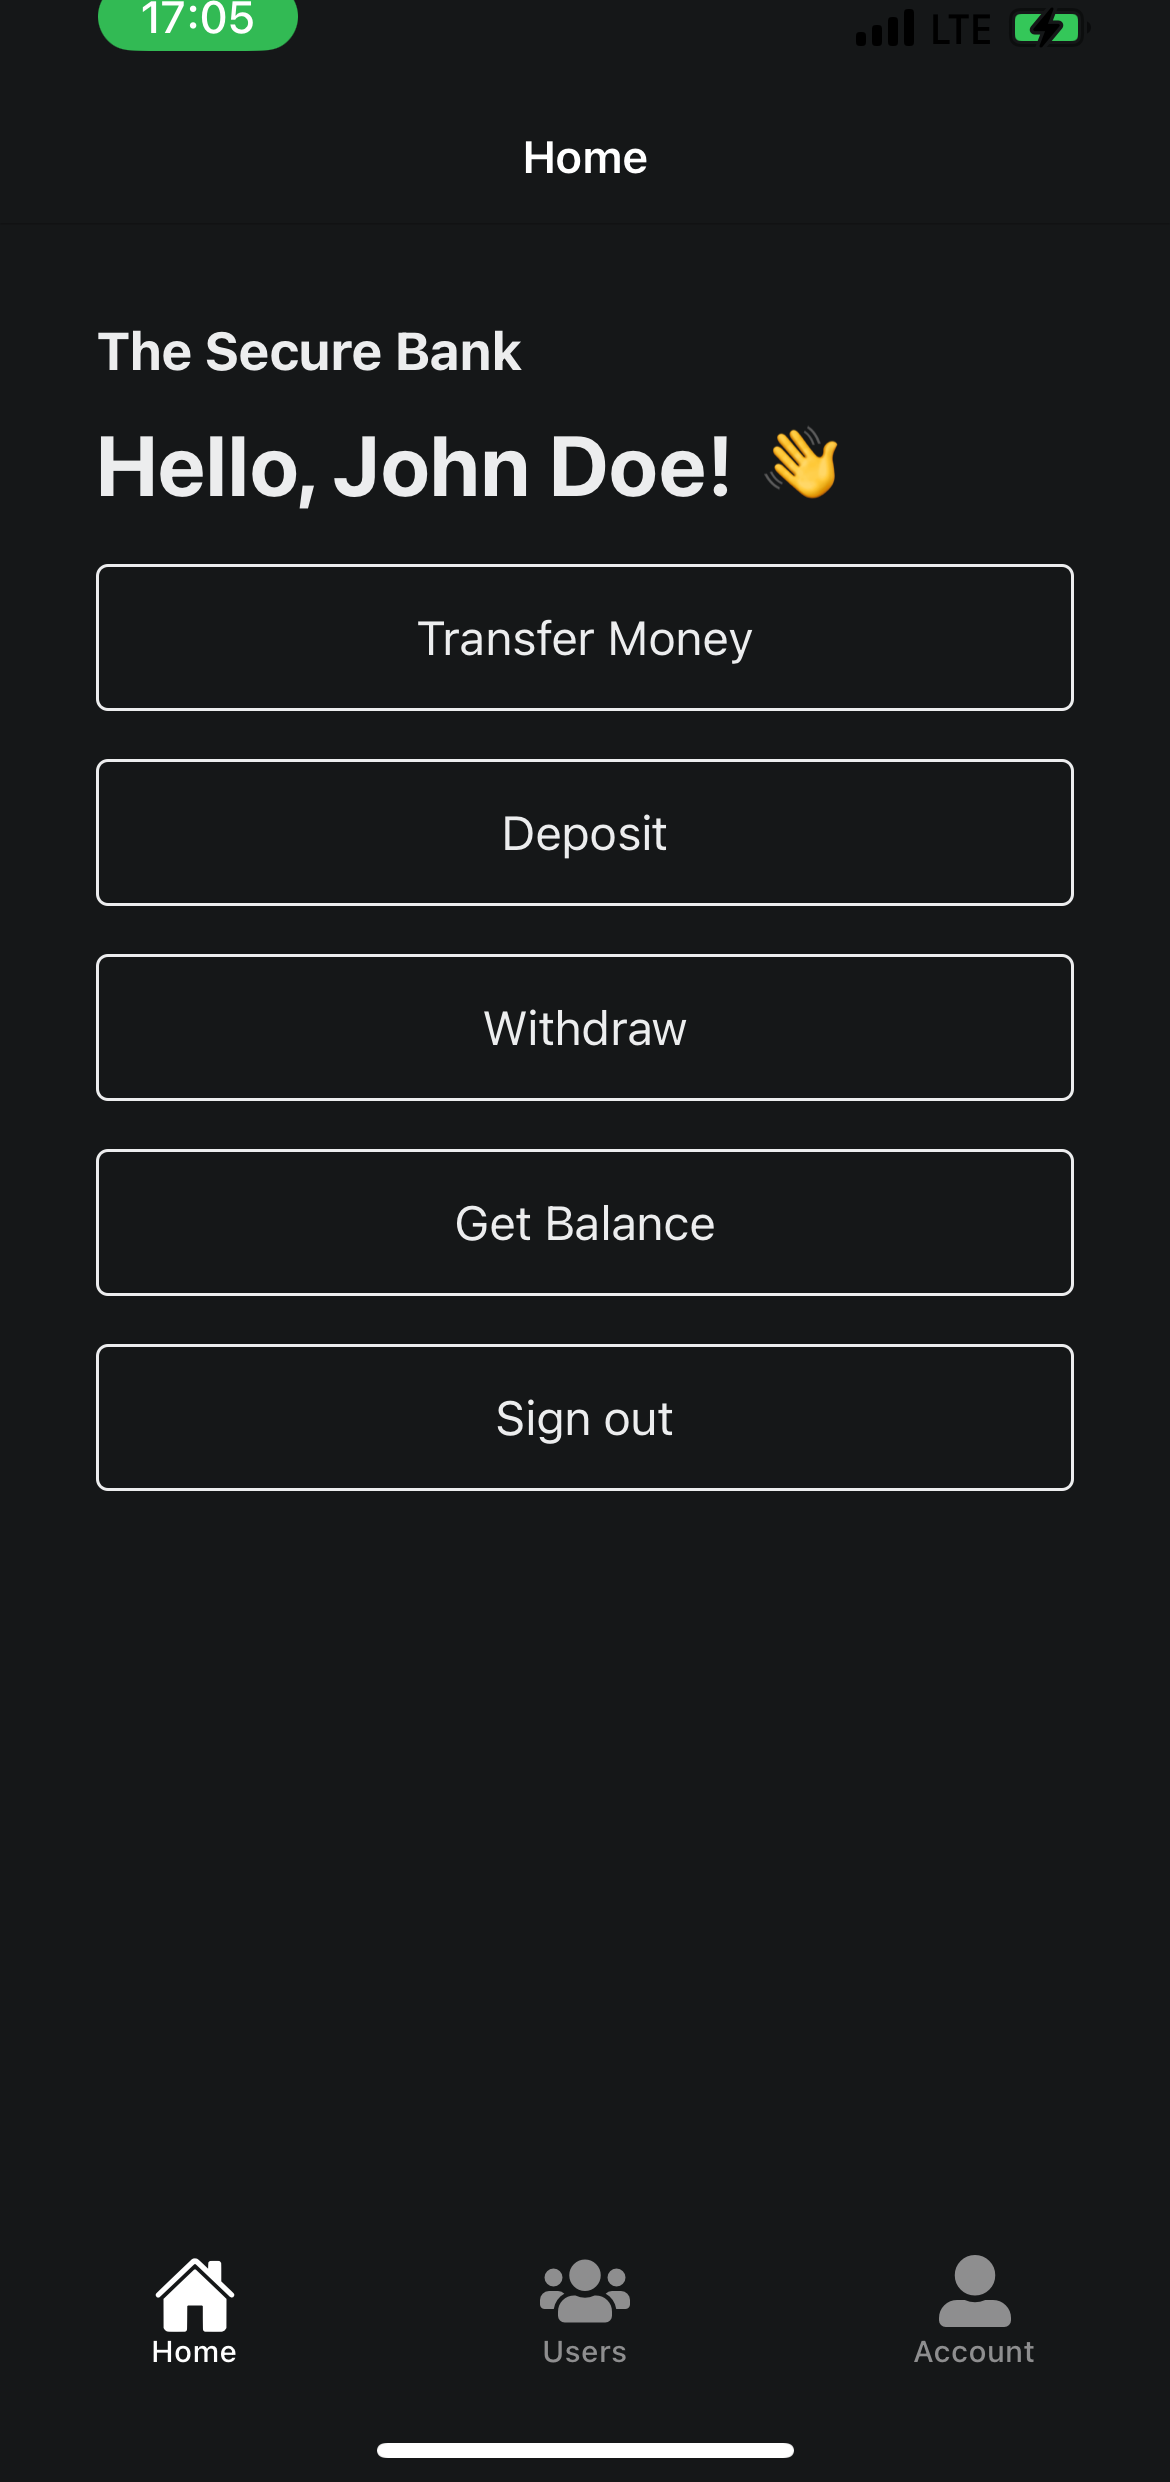 17:05
LTE
Home
The Secure Bank
Hello, John Doe! 👋
Transfer Money
Deposit
Withdraw
Get Balance
Sign out
Home
Users
Account